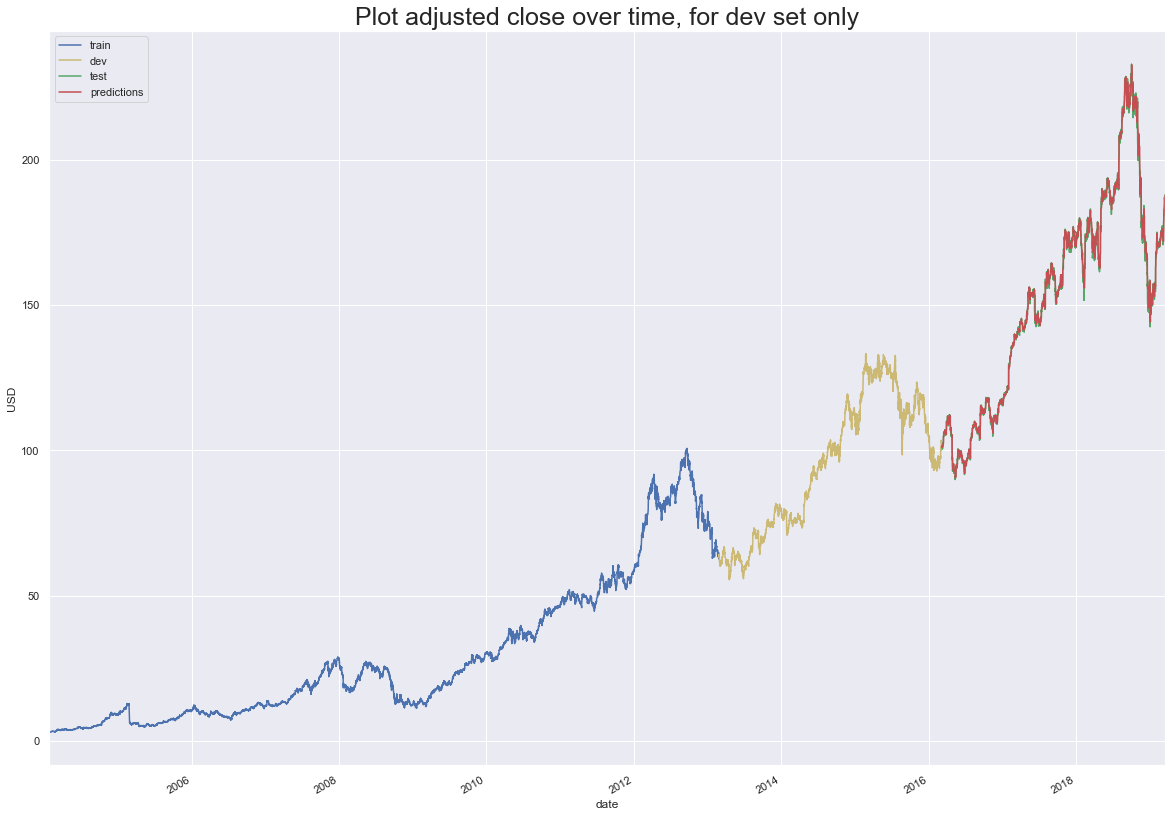 Plot adjusted close over time, for dev set only
train
dev
test
predictions
USD
200
150
100
50
0
2006
2008
2010
2012
2014
2016
2018
date